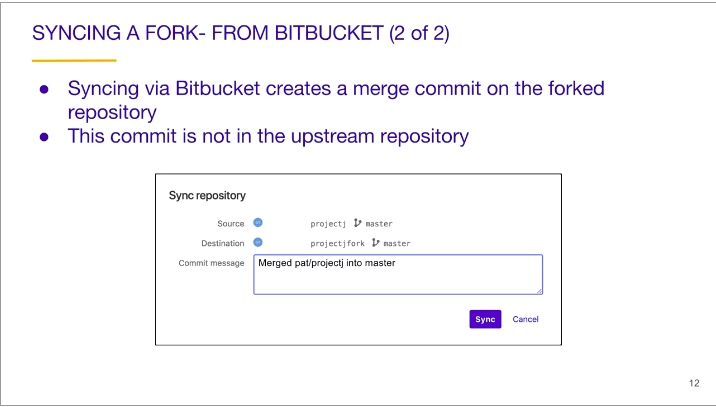 SYNCING A FORK- FROM BITBUCKET (2 of 2)
● Syncing via Bitbucket creates a merge commit on the forked
repository
● This commit is not in the upstream repository
Sync repository
Source projectj master
Destination projectjfork master
Commit message Merged pat/projectj into master
Sync Cancel
12